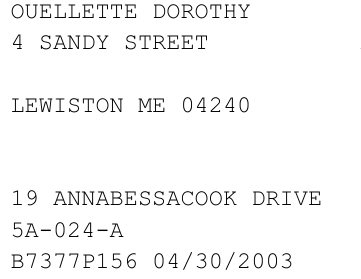 OUELLETTE DOROTHY
4 SANDY STREET
LEWISTON ME 04240
19 ANNABESSACOOK DRIVE
5A-024-A
B7377P156 04/30/2003